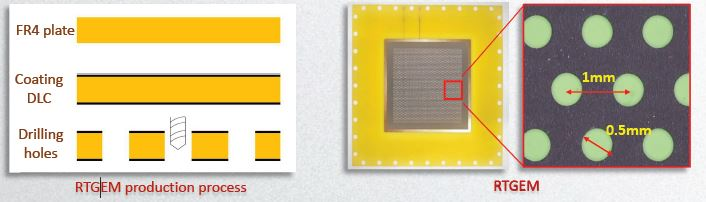 FR4 plate
Coating
DLC
Drilling
holes
RTGEM production process
1mm
0.5mm
RTGEM